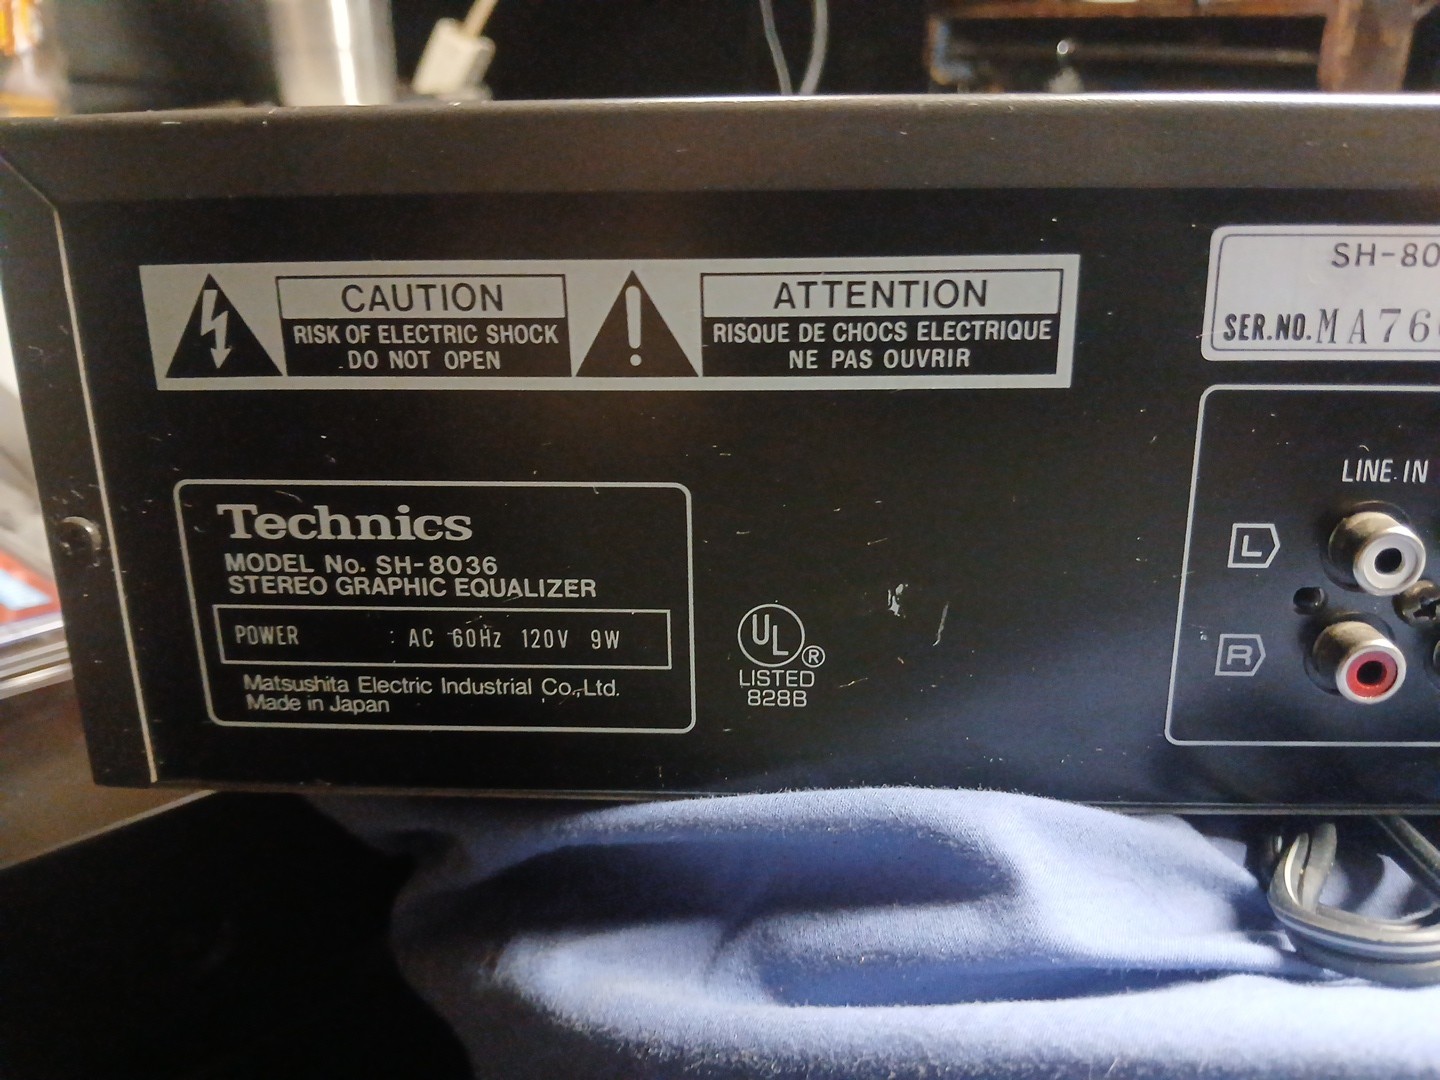 CAUTION
RISK OF ELECTRIC SHOCK
DO NOT OPEN
ATTENTION
RISQUE DE CHOCS ELECTRIQUE
NE PAS OUVRIR
SH-80
SER.NO. MA76
Technics
MODEL No. SH-8036
STEREO GRAPHIC EQUALIZER
POWER : AC 60Hz 120V 9W
Matsushita Electric Industrial Co., Ltd.
Made in Japan
UL ®
LISTED
828B
LINE IN
L
R